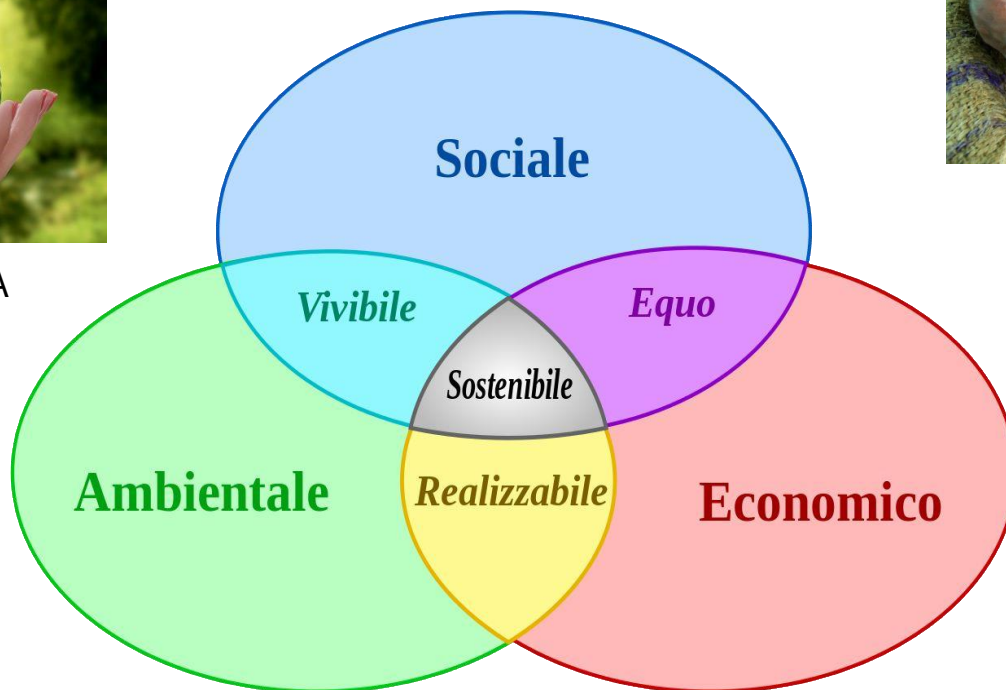 Sociale
Vivibile
Equo
A
Sostenibile
Ambientale
Realizzabile
Economico